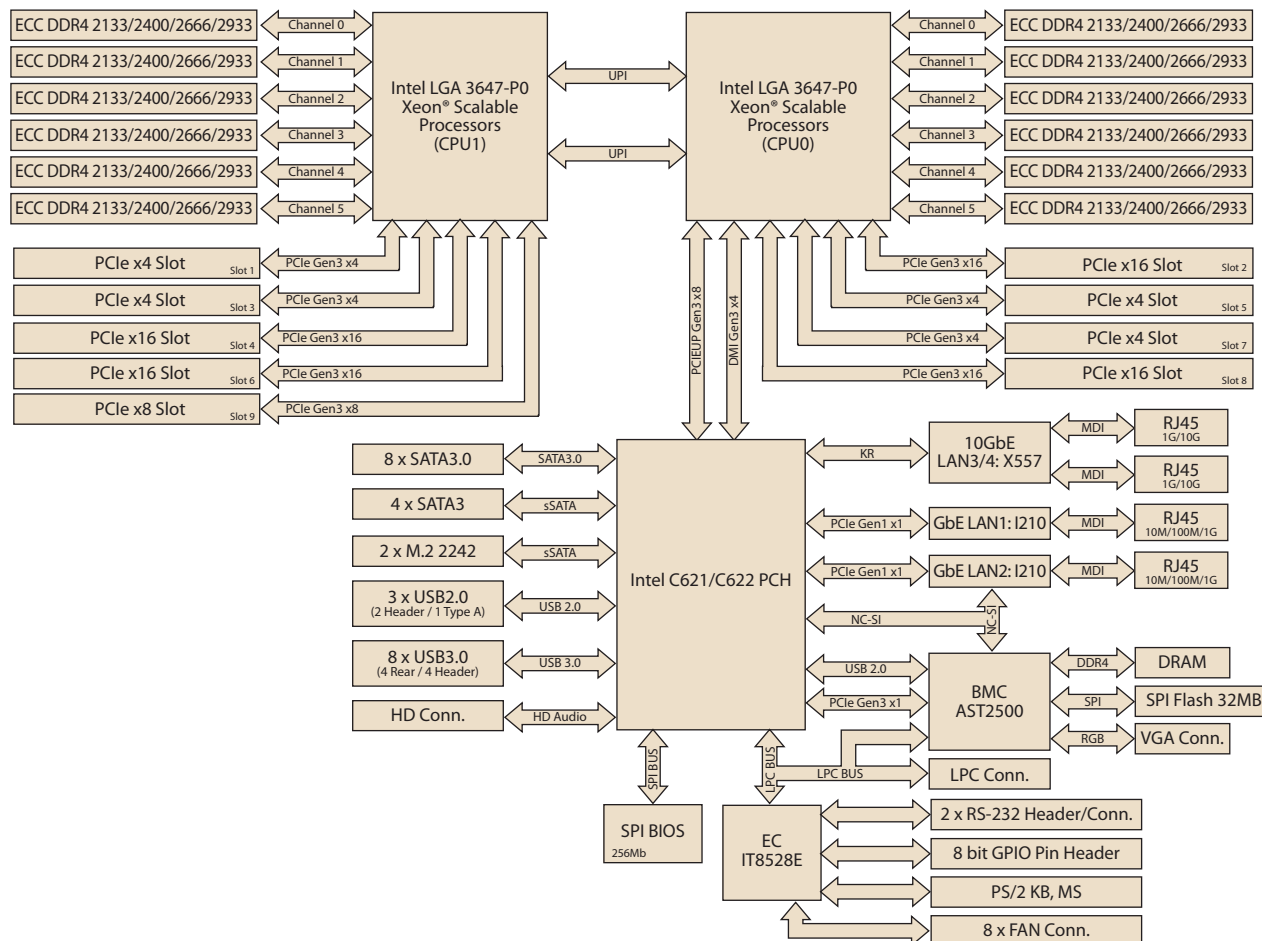 ECC DDR4 2133/2400/2666/2933
Channel 0
ECC DDR4 2133/2400/2666/2933
Channel 1
ECC DDR4 2133/2400/2666/2933
Channel 2
ECC DDR4 2133/2400/2666/2933
Channel 3
ECC DDR4 2133/2400/2666/2933
Channel 4
ECC DDR4 2133/2400/2666/2933
Channel 5
Intel LGA 3647-P0
Xeon® Scalable
Processors
(CPU1)
UPI
UPI
Intel LGA 3647-P0
Xeon® Scalable
Processors
(CPU0)
Channel 0
ECC DDR4 2133/2400/2666/2933
Channel 1
ECC DDR4 2133/2400/2666/2933
Channel 2
ECC DDR4 2133/2400/2666/2933
Channel 3
ECC DDR4 2133/2400/2666/2933
Channel 4
ECC DDR4 2133/2400/2666/2933
Channel 5
ECC DDR4 2133/2400/2666/2933
PCIe x4 Slot
Slot 1
PCIe Gen3 x4
PCIe x4 Slot
Slot 3
PCIe Gen3 x4
PCIe x16 Slot
Slot 4
PCIe Gen3 x16
PCIe x16 Slot
Slot 6
PCIe Gen3 x16
PCIe x8 Slot
Slot 9
PCIe Gen3 x8
PCIEUP Gen3 x8
DMI Gen3 x4
PCIe Gen3 x16
PCIe x16 Slot
Slot 2
PCIe Gen3 x4
PCIe x4 Slot
Slot 5
PCIe Gen3 x4
PCIe x4 Slot
Slot 7
PCIe Gen3 x16
PCIe x16 Slot
Slot 8
8 x SATA3.0
SATA3.0
4 x SATA3
sSATA
2 x M.2 2242
sSATA
3 x USB2.0
(2 Header / 1 Type A)
USB 2.0
8 x USB3.0
(4 Rear / 4 Header)
USB 3.0
HD Conn.
HD Audio
Intel C621/C622 PCH
KR
10GbE
LAN3/4: X557
MDI
RJ45
1G/10G
MDI
RJ45
1G/10G
PCIe Gen1 x1
GbE LAN1: I210
MDI
RJ45
10M/100M/1G
PCIe Gen1 x1
GbE LAN2: I210
MDI
RJ45
10M/100M/1G
NC-SI
NC-SI
USB 2.0
PCIe Gen3 x1
BMC
AST2500
DDR4
DRAM
SPI
SPI Flash 32MB
RGB
VGA Conn.
SPI BUS
LPC BUS
LPC BUS
LPC Conn.
SPI BIOS
256Mb
EC
IT8528E
2 x RS-232 Header/Conn.
8 bit GPIO Pin Header
PS/2 KB, MS
8 x FAN Conn.